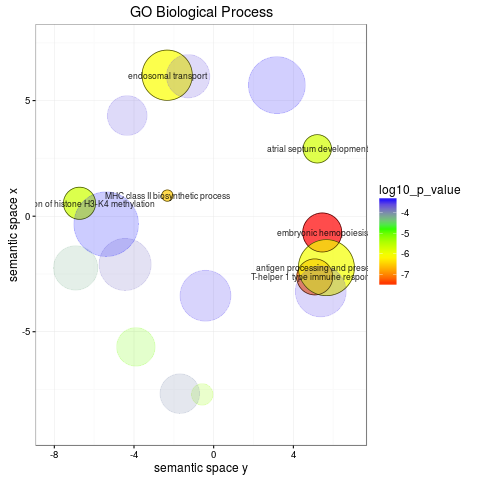 GO Biological Process
endosomal transport
atrial septum development
MHC class II biosynthetic process
on of histone H3-K4 methylation
embryonic hemopoiesis
antigen processing and prese
T-helper 1 type immune respor
semantic space x
semantic space y
5
0
-5
-8
-4
0
4
log10_p_value
-4
-5
-6
-7